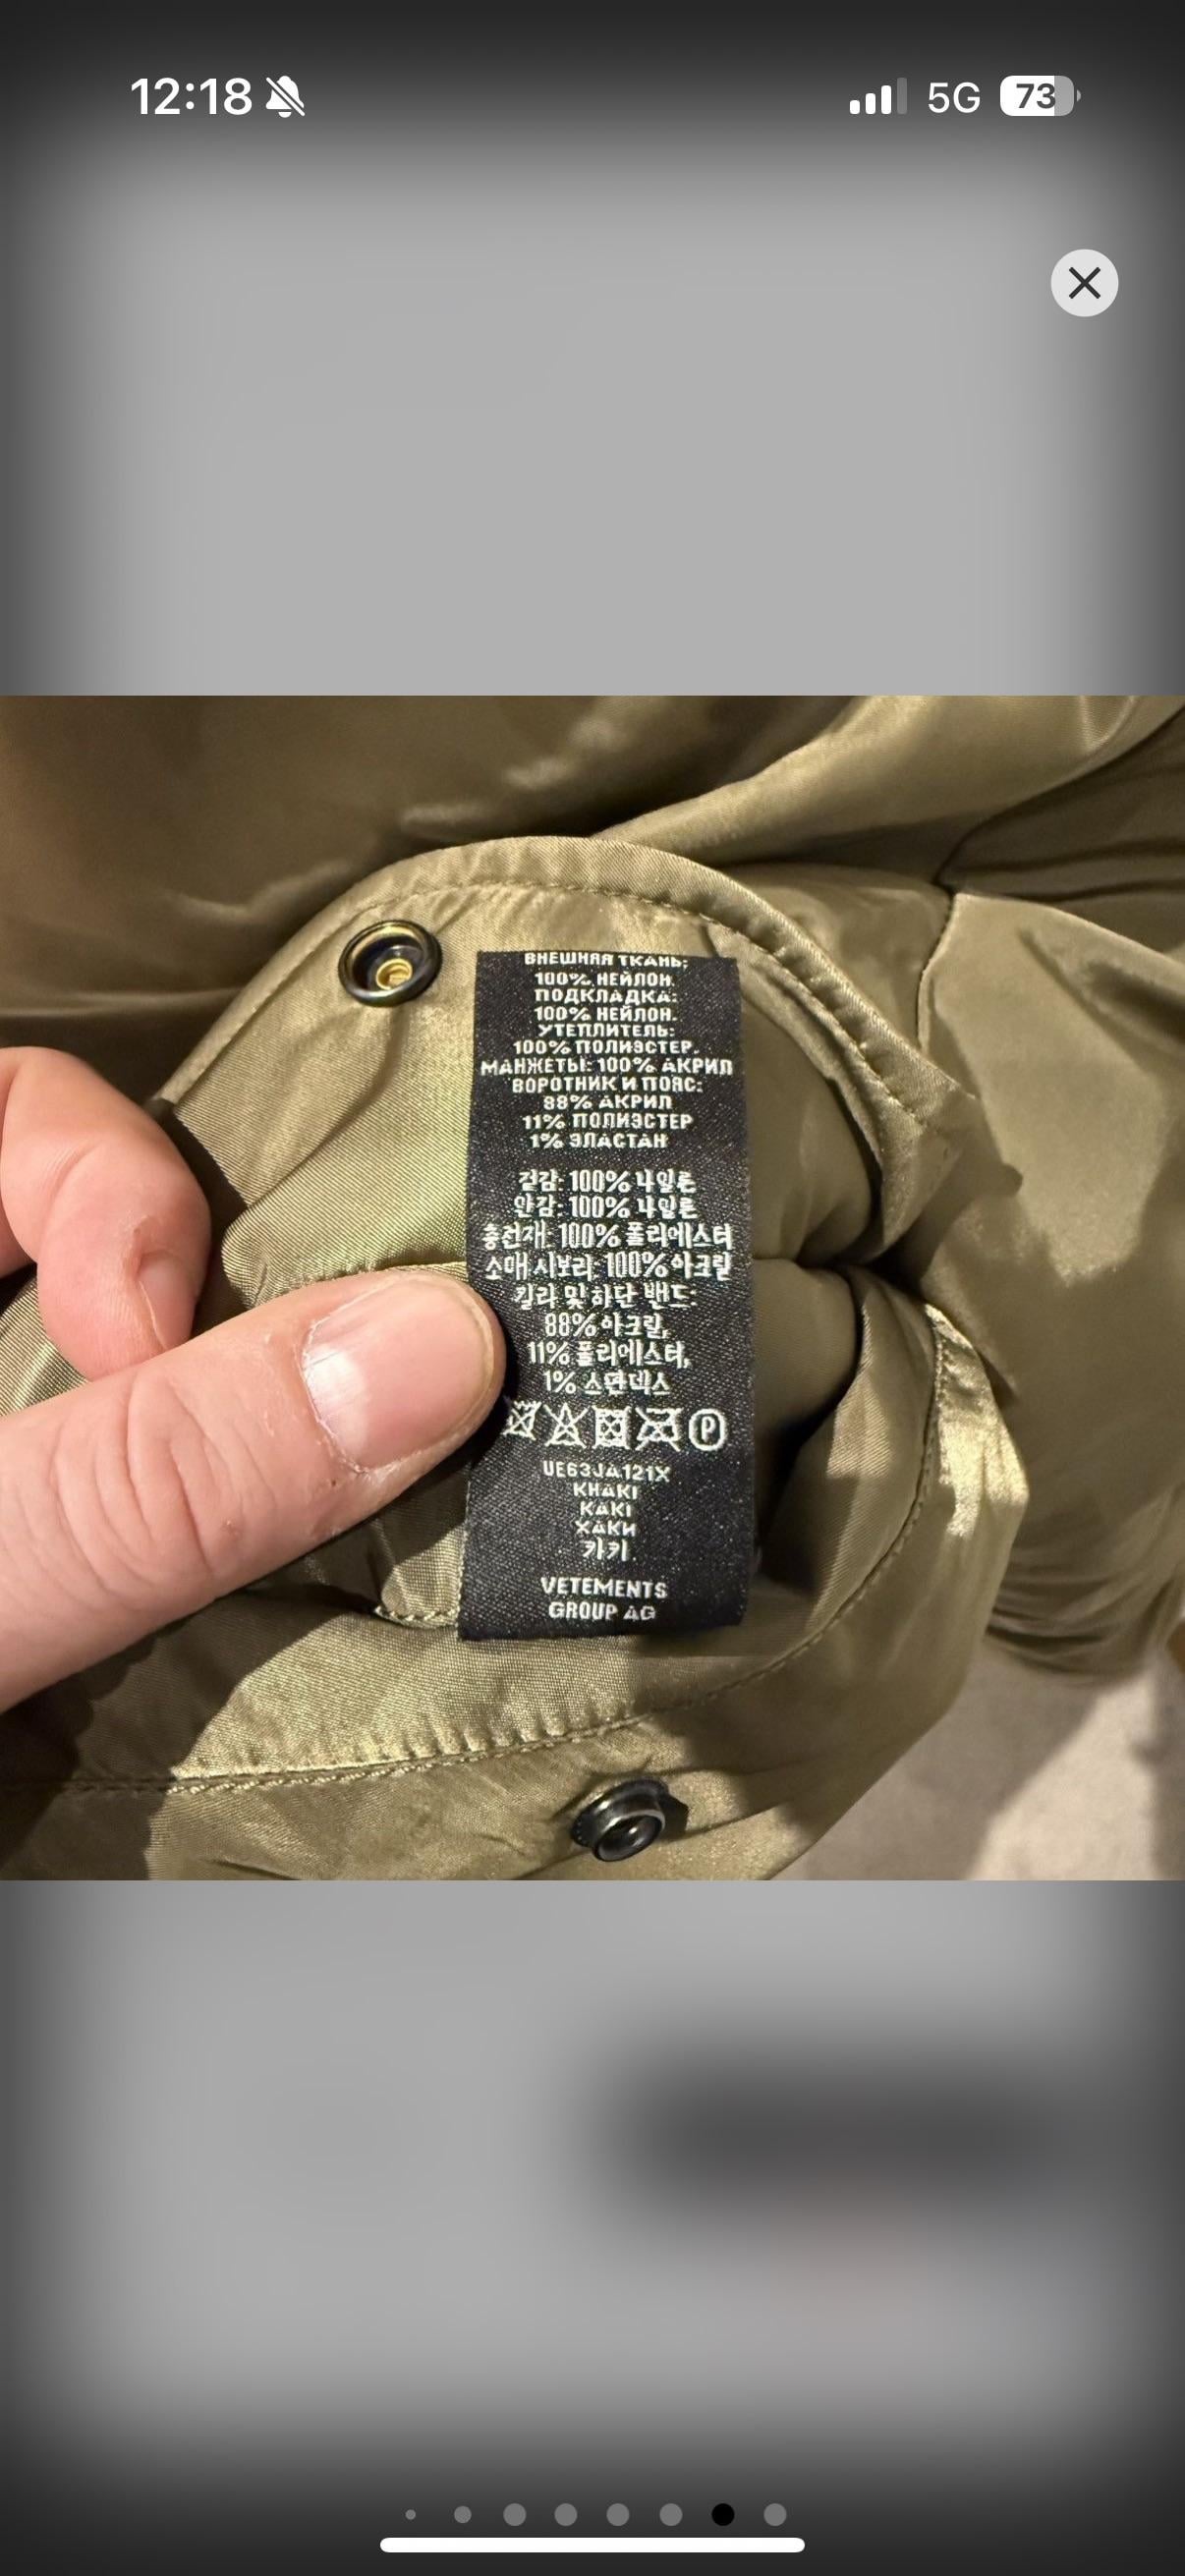 12:18
5G
73
ВНЕШНЯЯ ТКАНЬ:
100% НЕЙЛОН
ПОДКЛАДКА:
100% НЕЙЛОН.
УТЕПЛИТЕЛЬ:
100% ПОЛИЭСТЕР.
МАНЖЕТЫ: 100% АКРИЛ
ВОРОТНИК И ПОЯС:
88% АКРИЛ
11% ПОЛИЭСТЕР
1% ЭЛАСТАН
겉감: 100% 나일론
안감: 100% 나일론
충전재: 100% 폴리에스터
소매 시보리: 100% 아크릴
칼라 및 하단 밴드:
88% 아크릴,
11% 폴리에스터,
1% 스판덱스
P
UE63JA121X
KHAKI
KAKI
ХАКИ
카키
VETEMENTS
GROUP AG